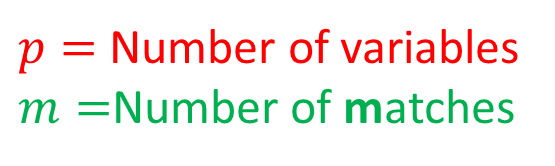 p = Number of variables
m =Number of matches